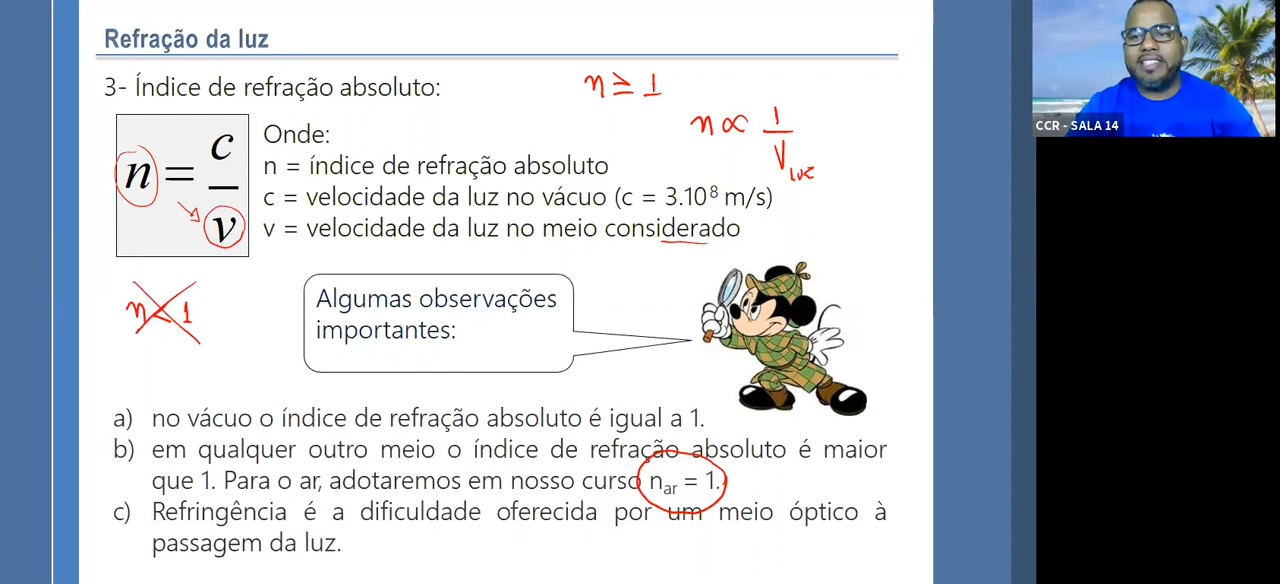 Refração da luz
3- Índice de refração absoluto:
n ≥ 1
n ∝ 1/V luz
n = c/v
Onde:
n = índice de refração absoluto
c = velocidade da luz no vácuo (c = 3.10⁸ m/s)
v = velocidade da luz no meio considerado
n < 1
Algumas observações
importantes:
a) no vácuo o índice de refração absoluto é igual a 1.
b) em qualquer outro meio o índice de refração absoluto é maior
que 1. Para o ar, adotaremos em nosso curso n ar = 1.
c) Refringência é a dificuldade oferecida por um meio óptico à
passagem da luz.
CCR - SALA 14